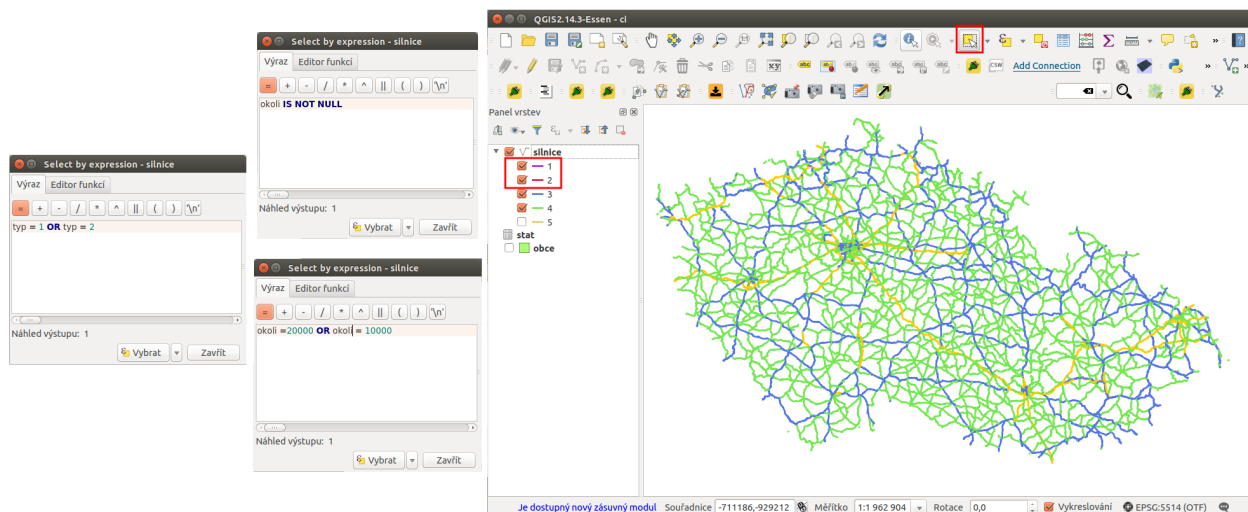 Select by expression - silnice
Výraz Editor funkcí
= + - / * ^ || ( ) '\n'
typ = 1 OR typ = 2
Náhled výstupu: 1
Vybrat Zavřít
Select by expression - silnice
Výraz Editor funkcí
= + - / * ^ || ( ) '\n'
okoli IS NOT NULL
Náhled výstupu: 1
Vybrat Zavřít
Select by expression - silnice
Výraz Editor funkcí
= + - / * ^ || ( ) '\n'
okoli =20000 OR okoli = 10000
Náhled výstupu: 1
Vybrat Zavřít
QGIS2.14.3-Essen - cl
CSW Add Connection
Panel vrstev
silnice
1
2
3
4
5
stat
obce
Je dostupný nový zásuvný modul Souřadnice -711186,-929212 Měřítko 1:1 962 904 Rotace 0,0 Vykreslování EPSG:5514 (OTF)